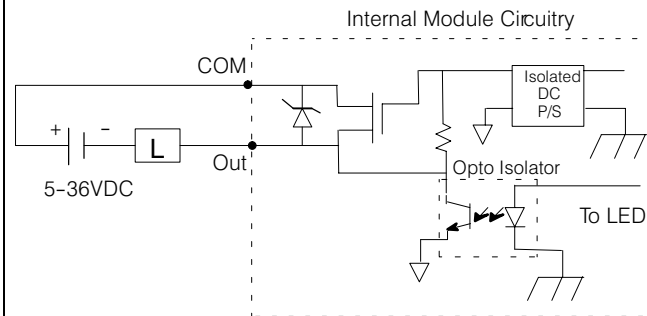 Internal Module Circuitry
COM
Isolated
DC
P/S
+ -
L
Out
5-36VDC
Opto Isolator
To LED